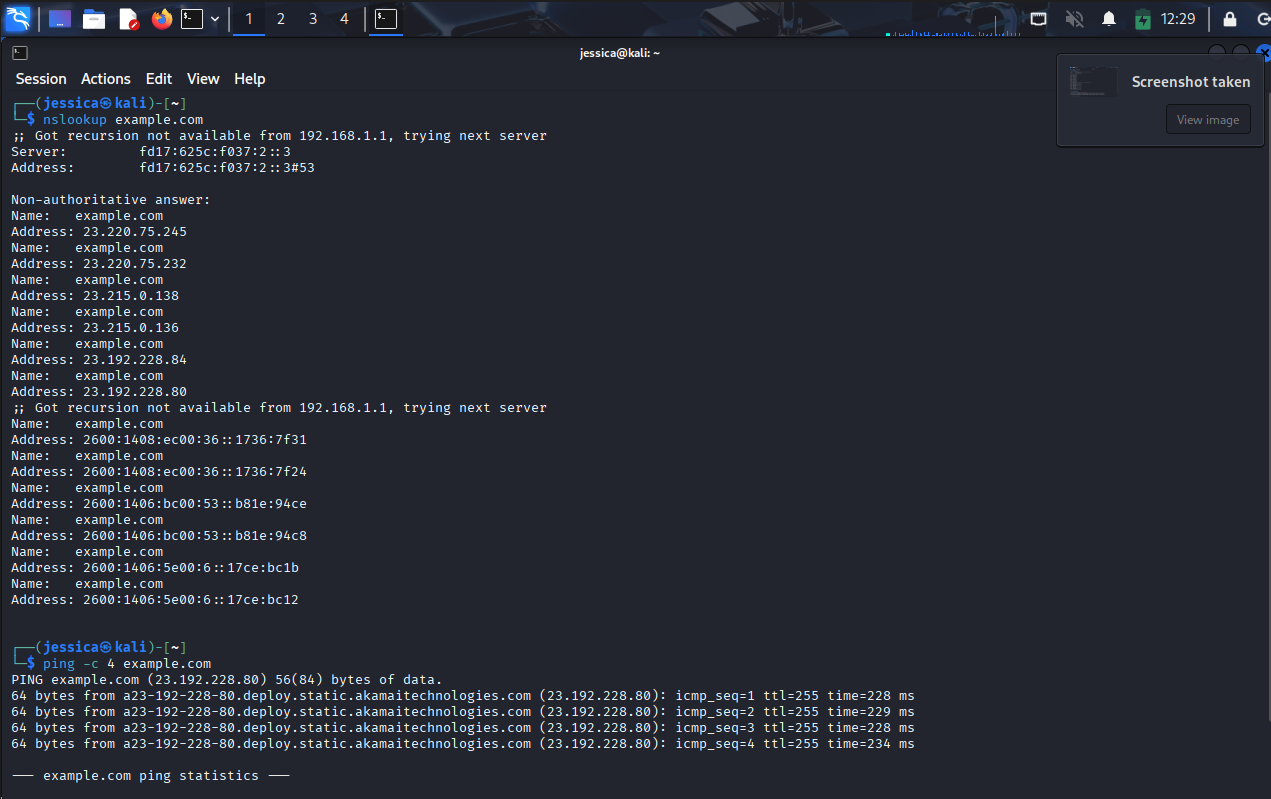 1 2 3 4 12:29
jessica@kali: ~
Session Actions Edit View Help
Screenshot taken
View image
┌──(jessica㉿kali)-[~]
└─$ nslookup example.com
;; Got recursion not available from 192.168.1.1, trying next server
Server:         fd17:625c:f037:2::3
Address:        fd17:625c:f037:2::3#53
Non-authoritative answer:
Name:   example.com
Address: 23.220.75.245
Name:   example.com
Address: 23.220.75.232
Name:   example.com
Address: 23.215.0.138
Name:   example.com
Address: 23.215.0.136
Name:   example.com
Address: 23.192.228.84
Name:   example.com
Address: 23.192.228.80
;; Got recursion not available from 192.168.1.1, trying next server
Name:   example.com
Address: 2600:1408:ec00:36::1736:7f31
Name:   example.com
Address: 2600:1408:ec00:36::1736:7f24
Name:   example.com
Address: 2600:1406:bc00:53::b81e:94ce
Name:   example.com
Address: 2600:1406:bc00:53::b81e:94c8
Name:   example.com
Address: 2600:1406:5e00:6::17ce:bc1b
Name:   example.com
Address: 2600:1406:5e00:6::17ce:bc12
┌──(jessica㉿kali)-[~]
└─$ ping -c 4 example.com
PING example.com (23.192.228.80) 56(84) bytes of data.
64 bytes from a23-192-228-80.deploy.static.akamaitechnologies.com (23.192.228.80): icmp_seq=1 ttl=255 time=228 ms
64 bytes from a23-192-228-80.deploy.static.akamaitechnologies.com (23.192.228.80): icmp_seq=2 ttl=255 time=229 ms
64 bytes from a23-192-228-80.deploy.static.akamaitechnologies.com (23.192.228.80): icmp_seq=3 ttl=255 time=228 ms
64 bytes from a23-192-228-80.deploy.static.akamaitechnologies.com (23.192.228.80): icmp_seq=4 ttl=255 time=234 ms
--- example.com ping statistics ---